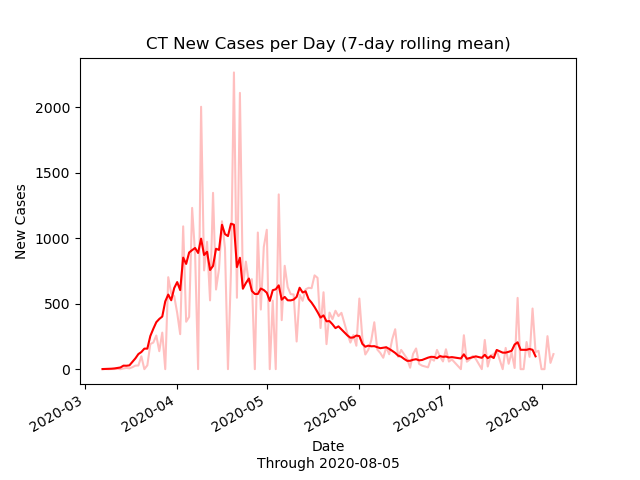 CT New Cases per Day (7-day rolling mean)
New Cases
2000
1500
1000
500
0
2020-03
2020-04
2020-05
2020-06
2020-07
2020-08
Date
Through 2020-08-05